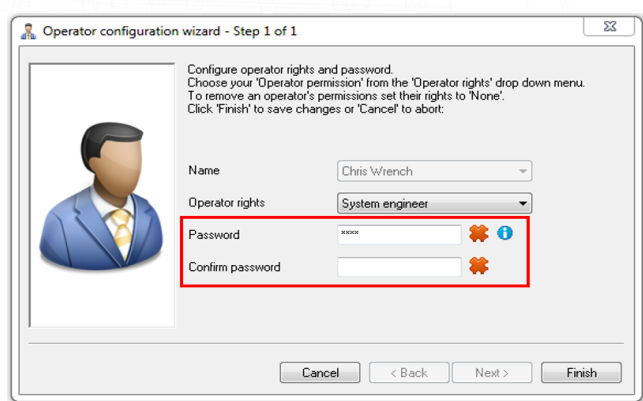 Operator configuration wizard - Step 1 of 1
Configure operator rights and password.
Choose your 'Operator permission' from the 'Operator rights' drop down menu.
To remove an operator's permissions set their rights to 'None'.
Click 'Finish' to save changes or 'Cancel' to abort:
Name Chris Wrench
Operator rights System engineer
Password ××××
Confirm password
Cancel < Back Next > Finish